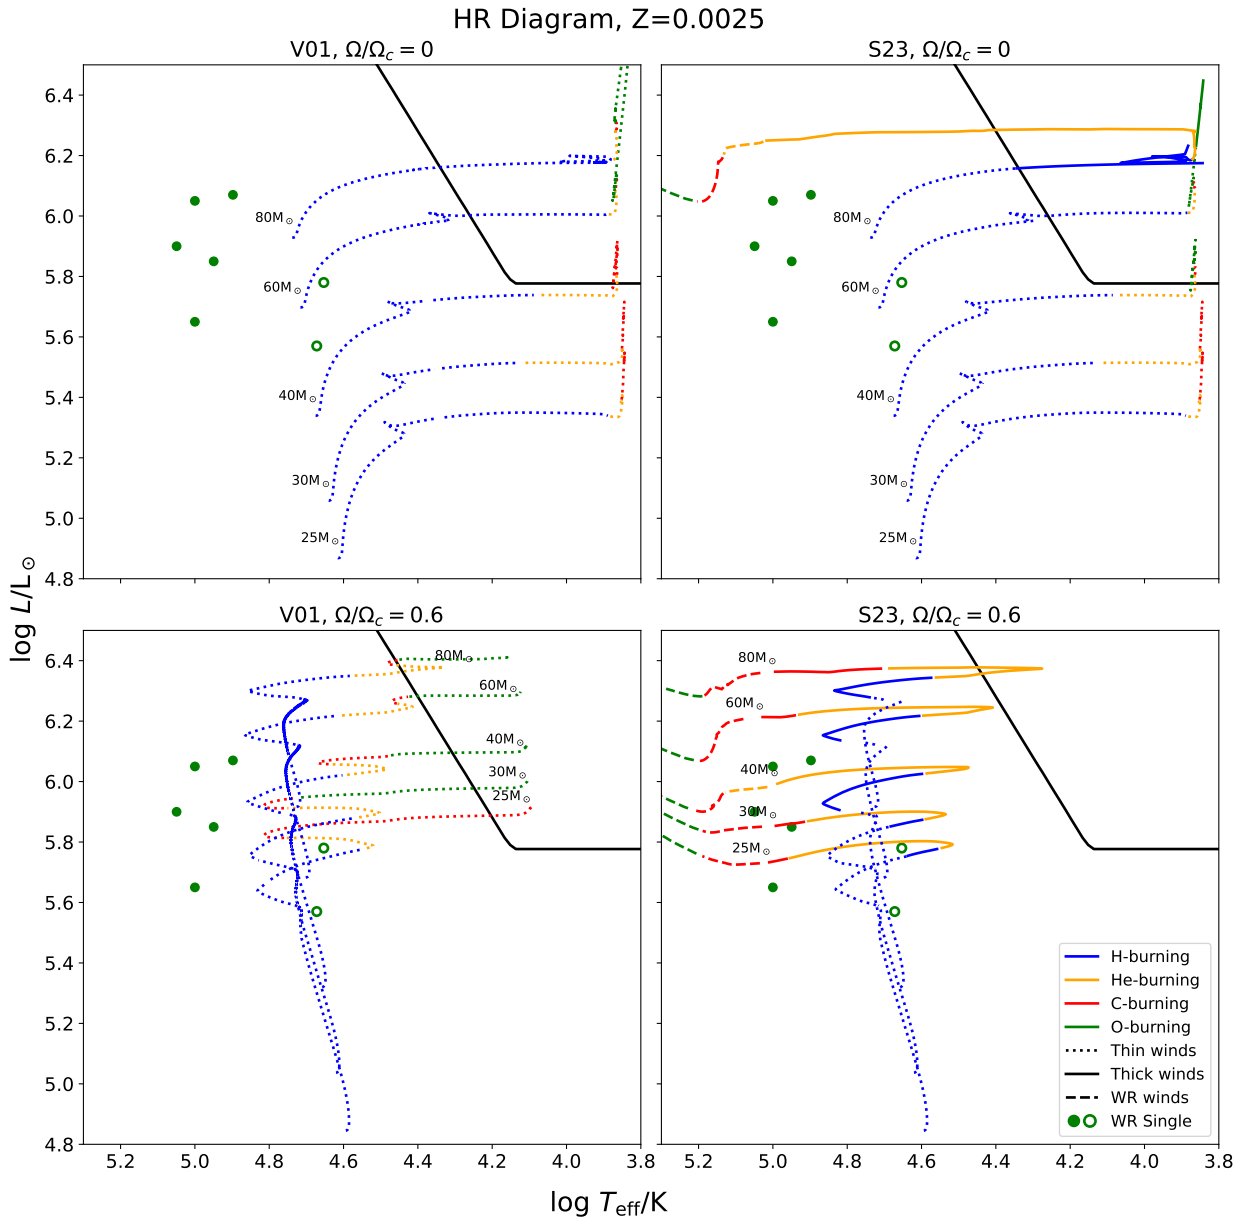 HR Diagram, Z=0.0025
V01, Ω/Ω_c = 0
S23, Ω/Ω_c = 0
6.4
6.2
6.0
5.8
5.6
5.4
5.2
5.0
4.8
80M⊙
60M⊙
40M⊙
30M⊙
25M⊙
80M⊙
60M⊙
40M⊙
30M⊙
25M⊙
log L/L⊙
V01, Ω/Ω_c = 0.6
S23, Ω/Ω_c = 0.6
6.4
6.2
6.0
5.8
5.6
5.4
5.2
5.0
4.8
80M⊙
60M⊙
40M⊙
30M⊙
25M⊙
80M⊙
60M⊙
40M⊙
30M⊙
25M⊙
H-burning
He-burning
C-burning
O-burning
Thin winds
Thick winds
WR winds
WR Single
5.2 5.0 4.8 4.6 4.4 4.2 4.0 3.8
5.2 5.0 4.8 4.6 4.4 4.2 4.0 3.8
log T_eff/K